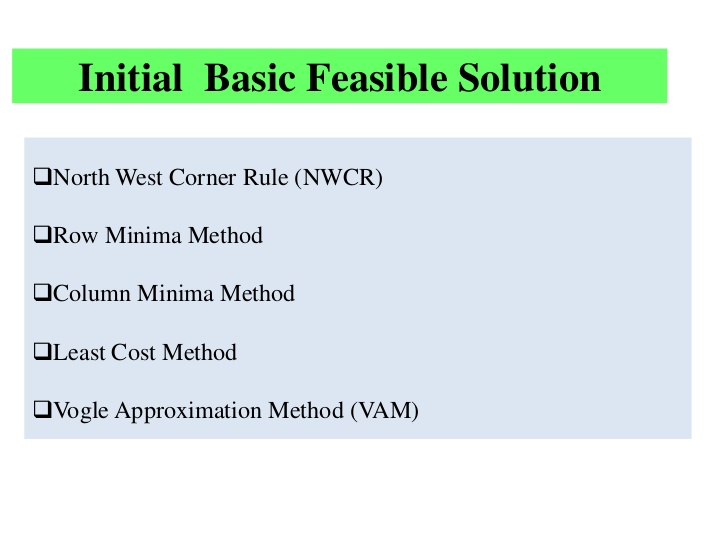 Initial Basic Feasible Solution
❑North West Corner Rule (NWCR)
❑Row Minima Method
❑Column Minima Method
❑Least Cost Method
❑Vogle Approximation Method (VAM)